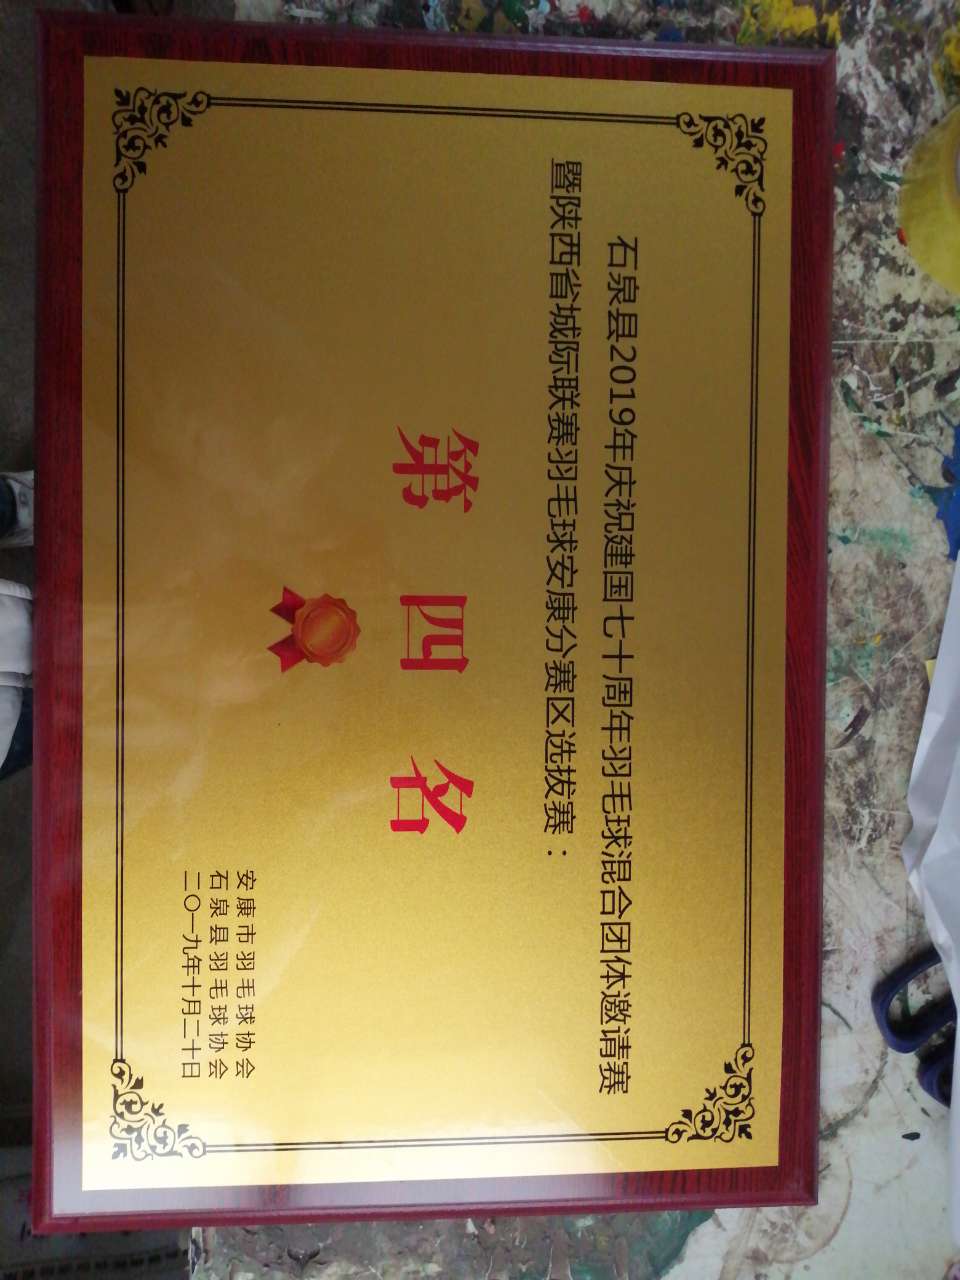 石泉县2019年庆祝建国七十周年羽毛球混合团体邀请赛
暨陕西省城际联赛羽毛球安康分赛区选拔赛：
第四名
安康市羽毛球协会
石泉县羽毛球协会
二〇一九年十月二十日